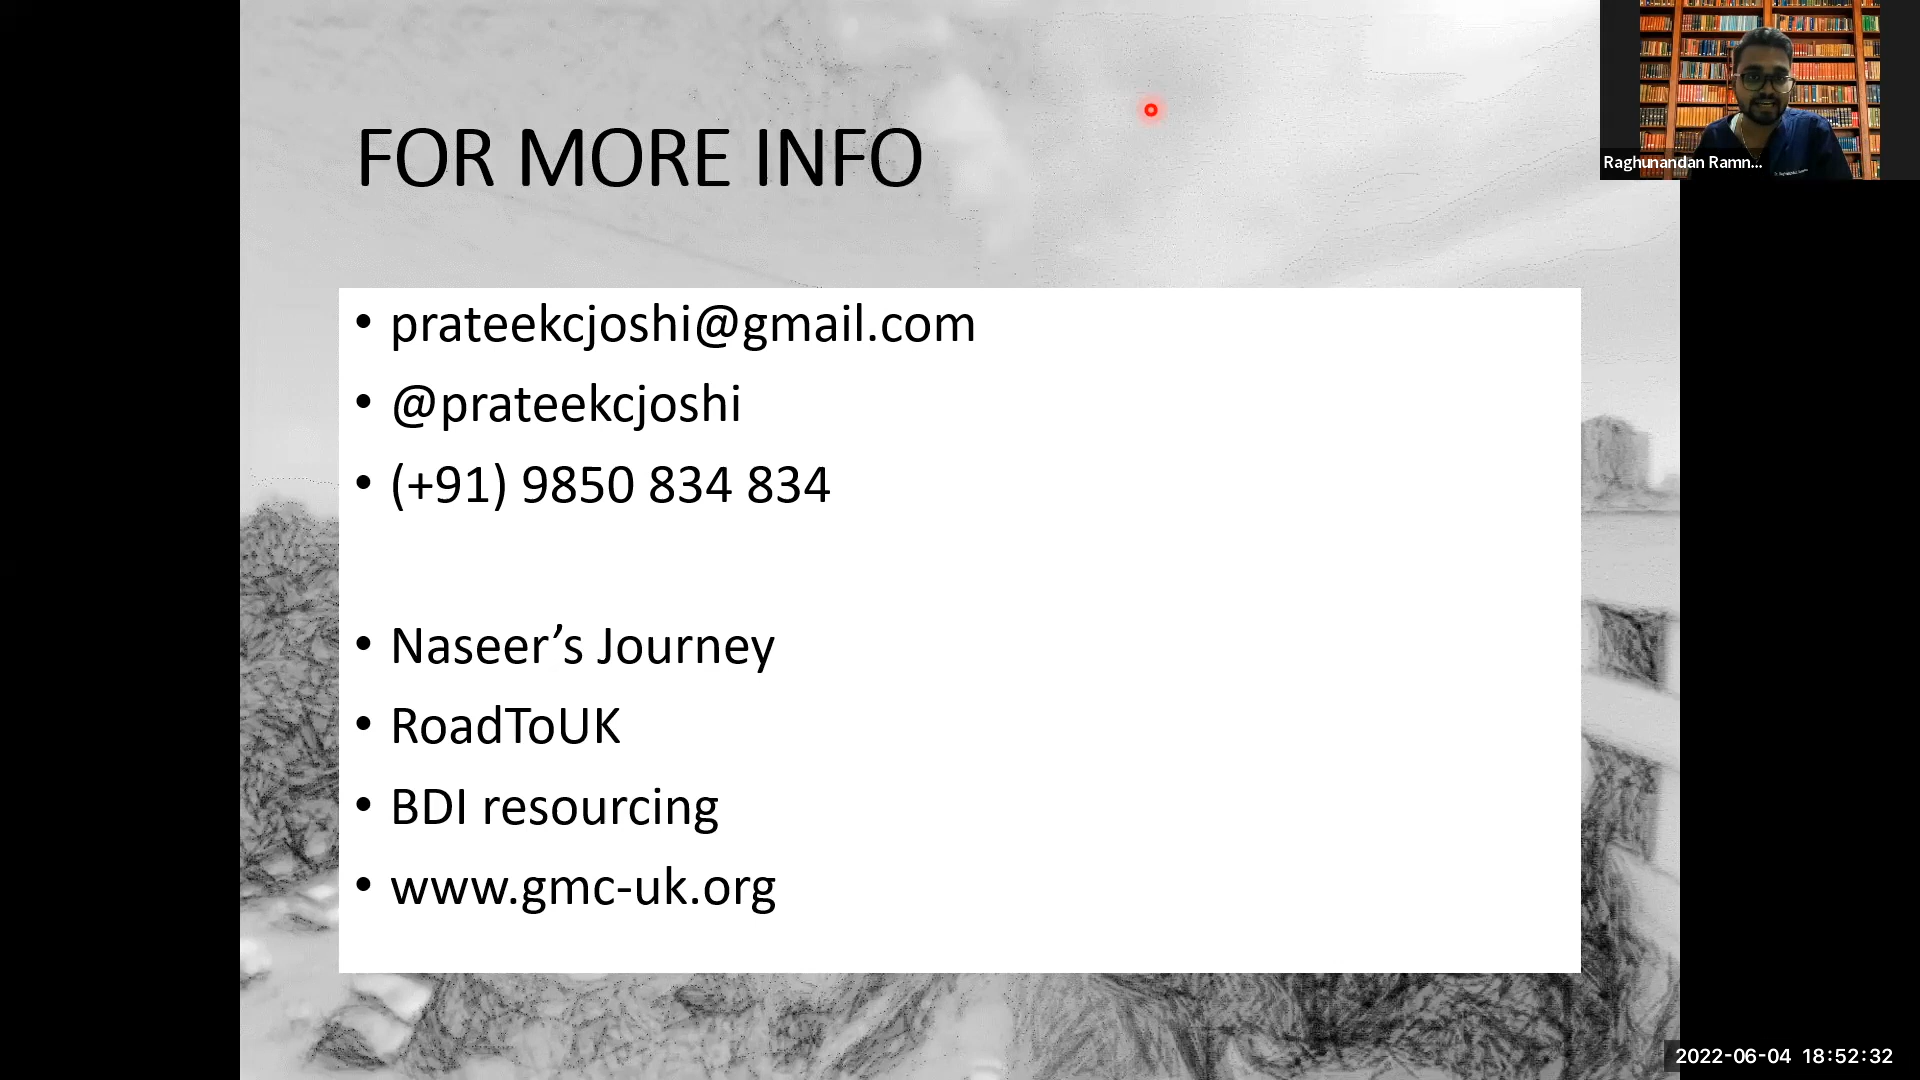 FOR MORE INFO
• prateekcjoshi@gmail.com
• @prateekcjoshi
• (+91) 9850 834 834
• Naseer’s Journey
• RoadToUK
• BDI resourcing
• www.gmc-uk.org
Raghunandan Ramn...
2022-06-04 18:52:32